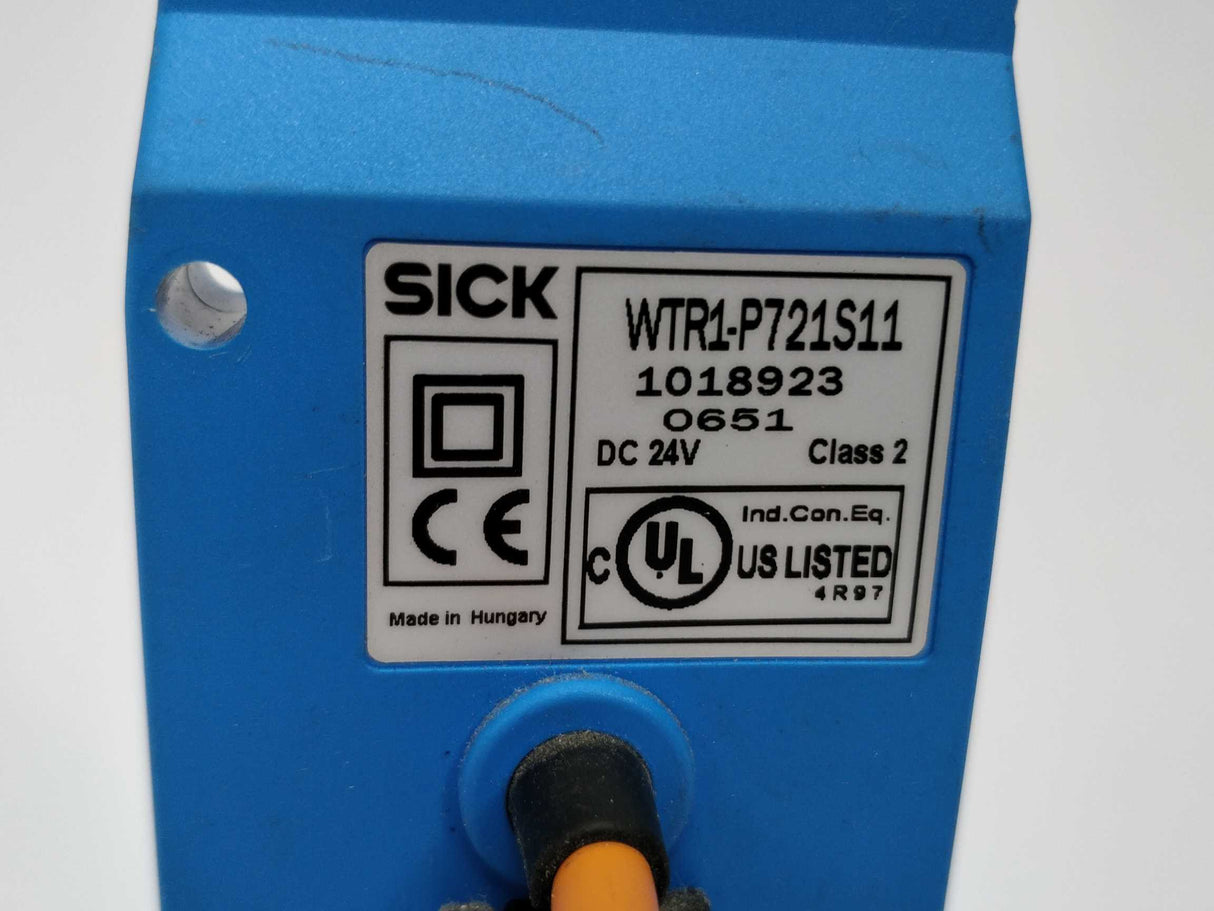 SICK
WTR1-P721S11
1018923
0651
DC 24V Class 2
CE
Made in Hungary
Ind.Con.Eq.
C UL US LISTED
4R97